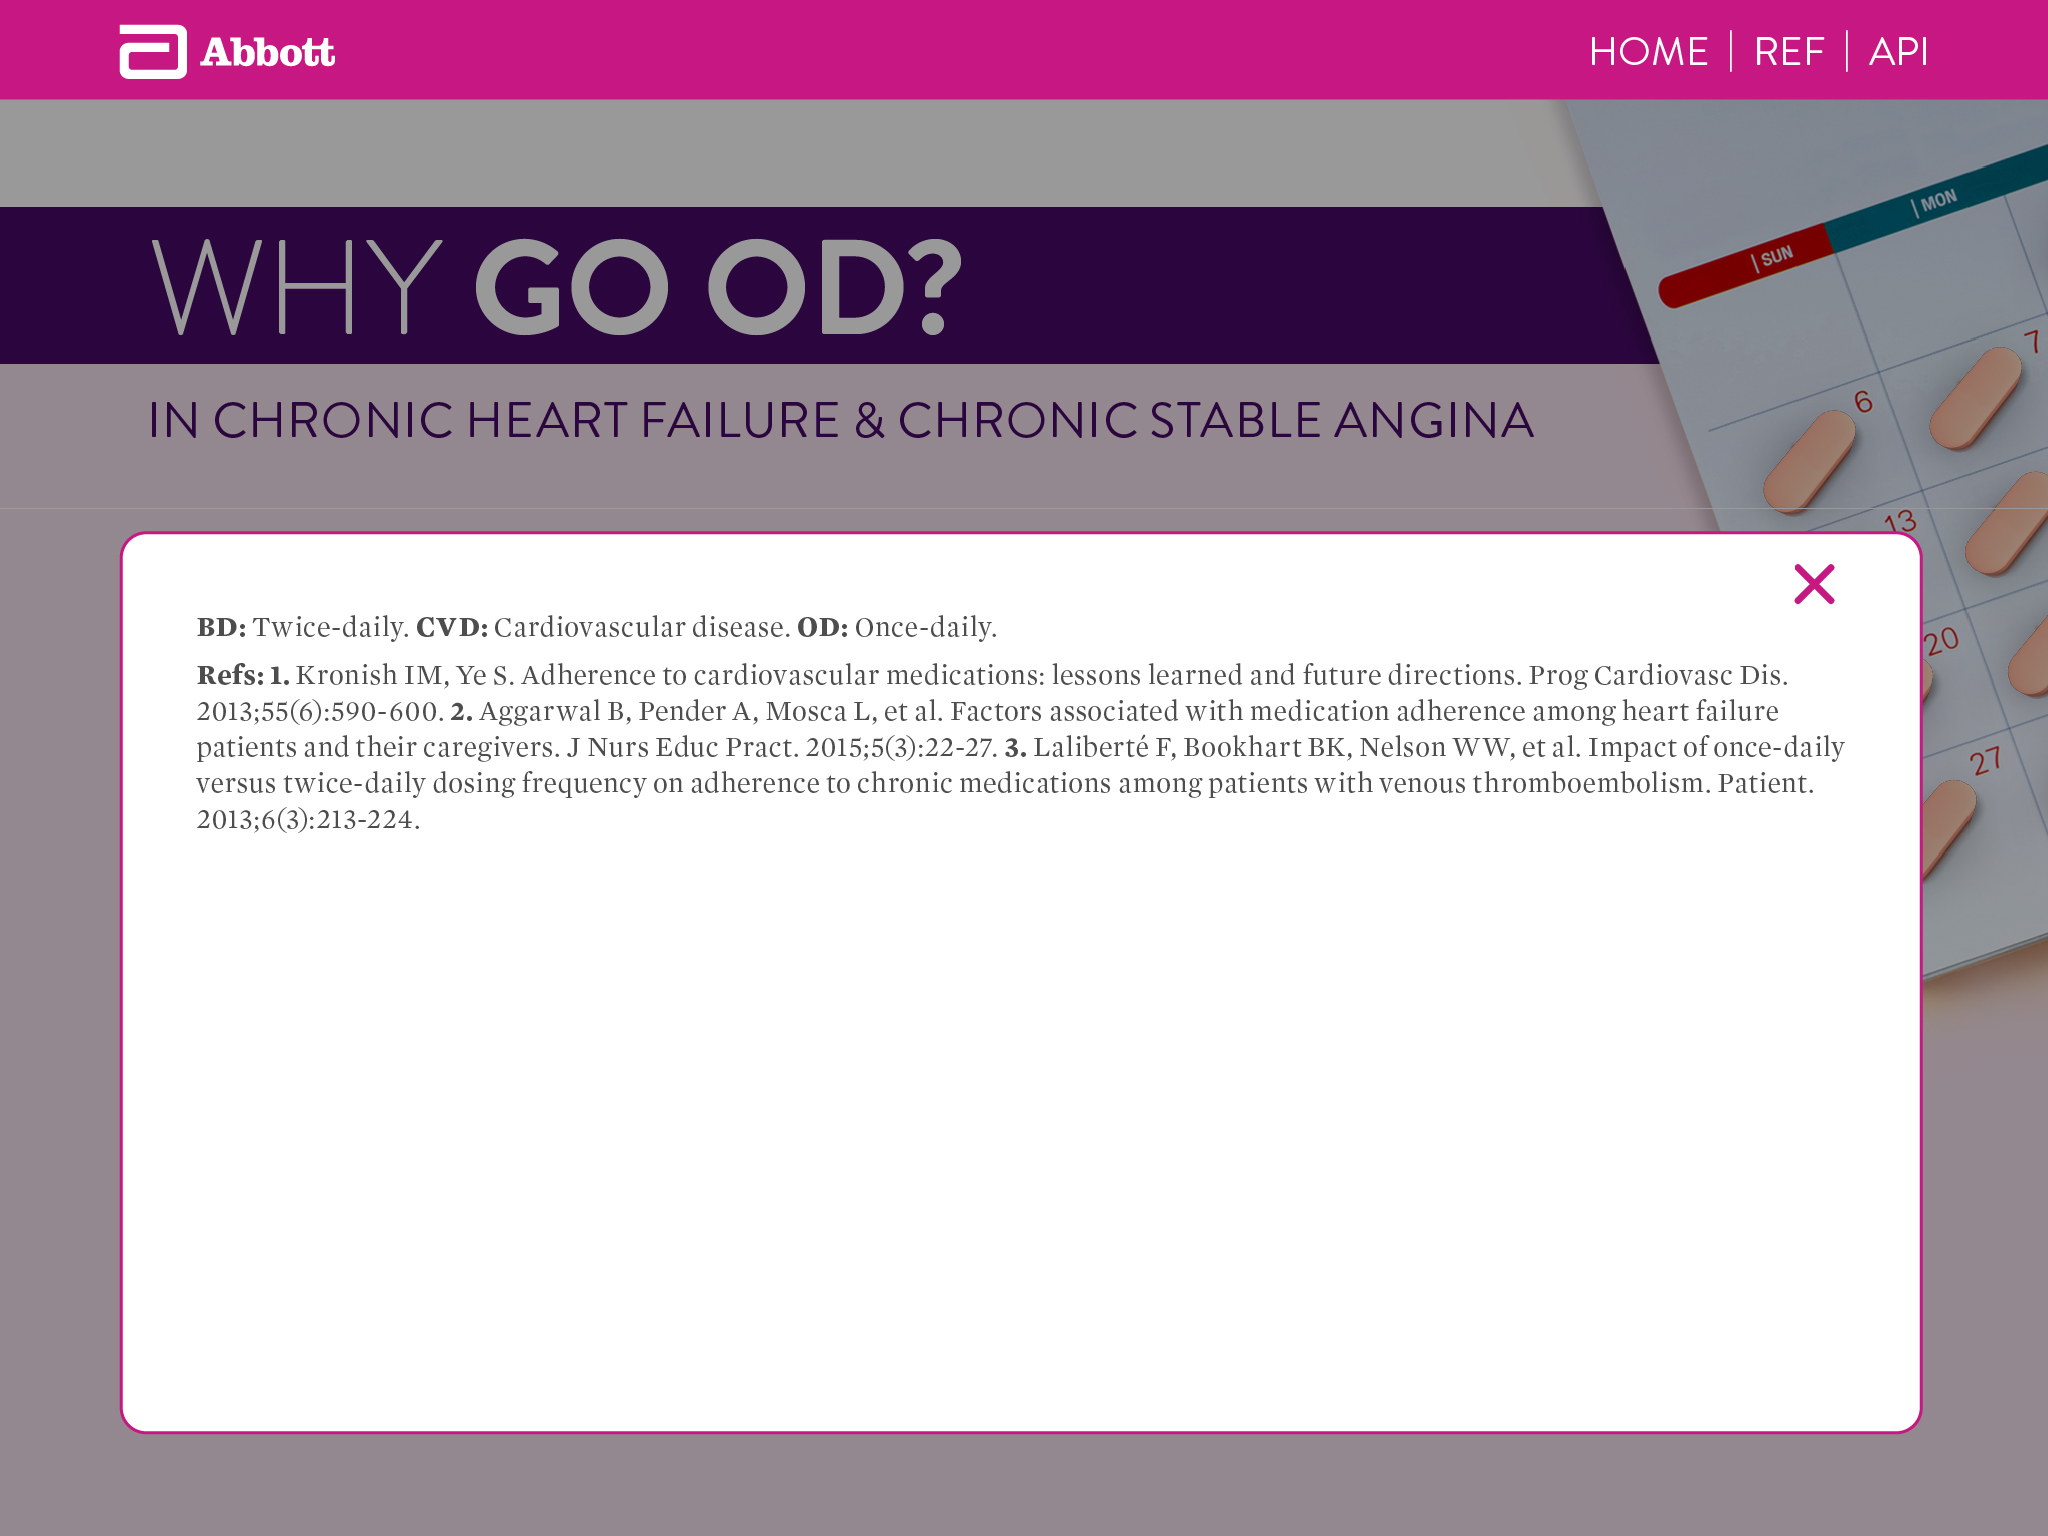 Abbott
HOME | REF | API
WHY GO OD?
IN CHRONIC HEART FAILURE & CHRONIC STABLE ANGINA
SUN
MON
6
7
13
20
27
BD: Twice-daily. CVD: Cardiovascular disease. OD: Once-daily.
Refs: 1. Kronish IM, Ye S. Adherence to cardiovascular medications: lessons learned and future directions. Prog Cardiovasc Dis.
2013;55(6):590-600. 2. Aggarwal B, Pender A, Mosca L, et al. Factors associated with medication adherence among heart failure
patients and their caregivers. J Nurs Educ Pract. 2015;5(3):22-27. 3. Laliberté F, Bookhart BK, Nelson WW, et al. Impact of once-daily
versus twice-daily dosing frequency on adherence to chronic medications among patients with venous thromboembolism. Patient.
2013;6(3):213-224.